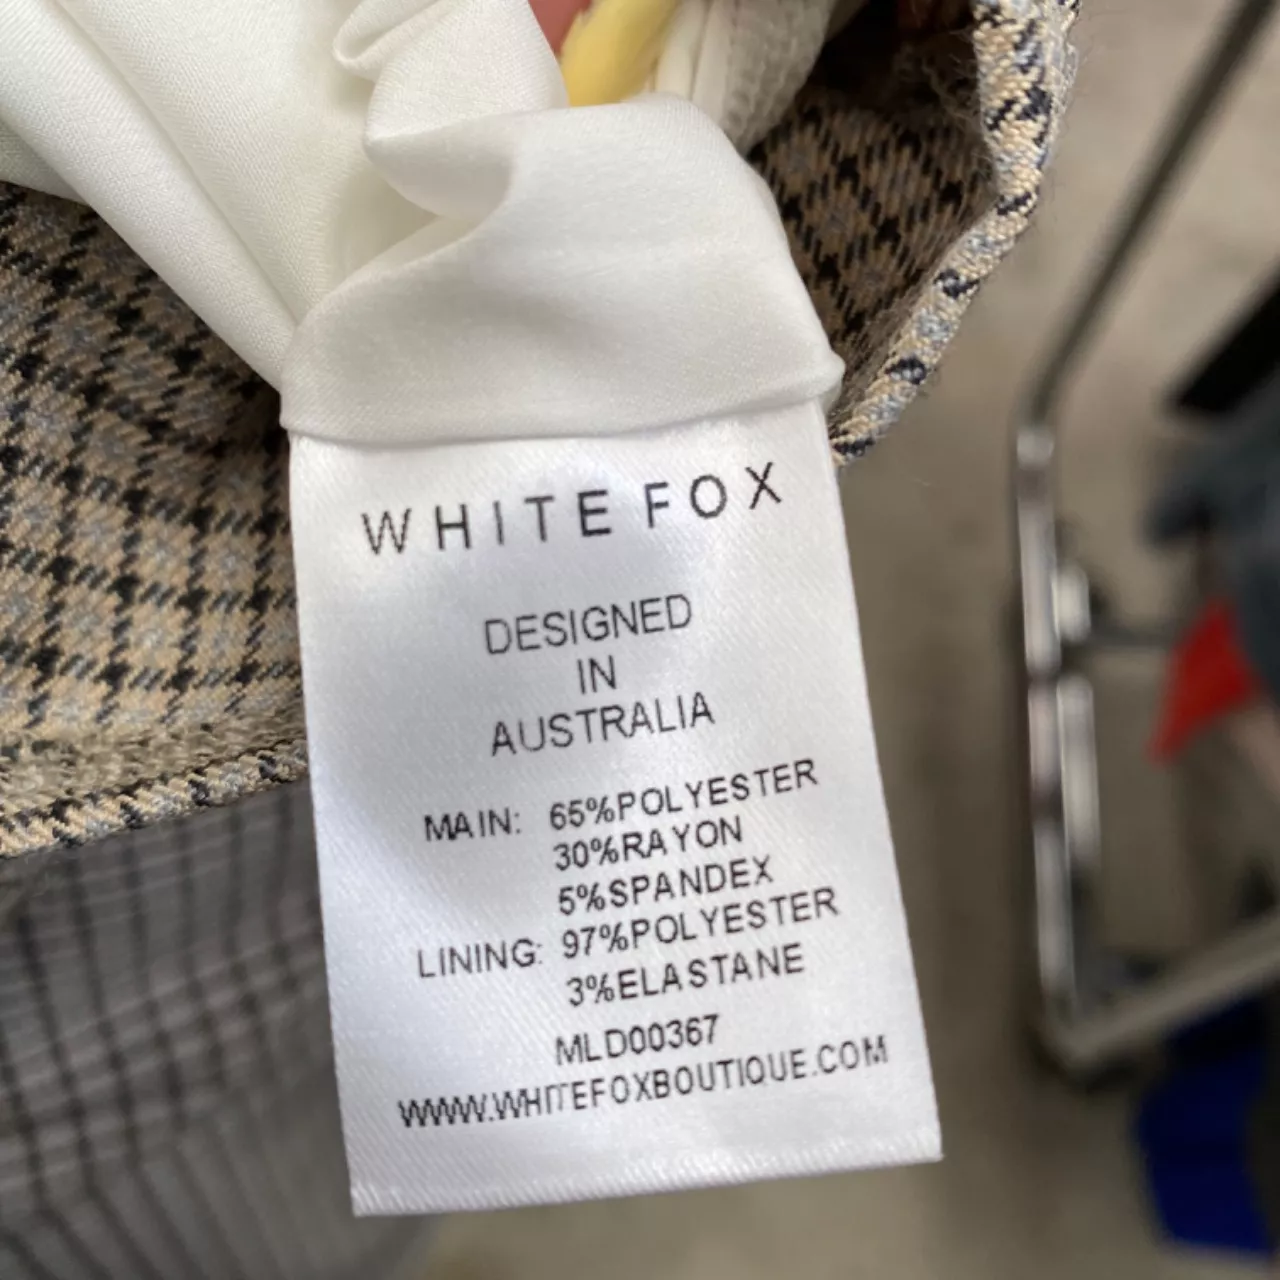 WHITE FOX
DESIGNED
IN
AUSTRALIA
MAIN: 65%POLYESTER
30%RAYON
5%SPANDEX
LINING: 97%POLYESTER
3%ELASTANE
MLD00367
WWW.WHITEFOXBOUTIQUE.COM